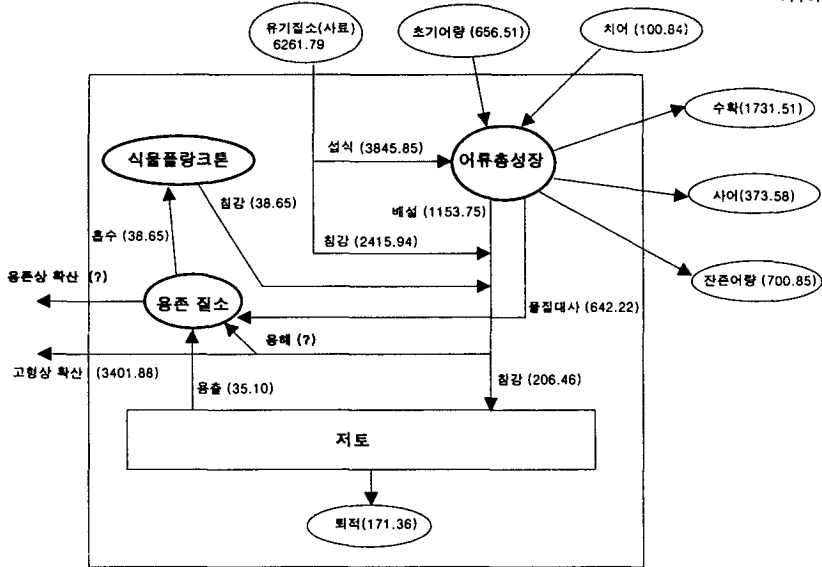 유기질소(사료)
6261.79
초기어량 (656.51)
치어 (100.84)
수확(1731.51)
섭식 (3845.85)
어류총성장
식물플랑크톤
사어(373.58)
침강 (38.65)
배설 (1153.75)
흡수 (38.65)
침강 (2415.94)
잔존어량 (700.85)
용존상 확산 (?)
용존 질소
물질대사 (642.22)
용해 (?)
고형상 확산 (3401.88)
용출 (35.10)
침강 (206.46)
저토
퇴적(171.36)